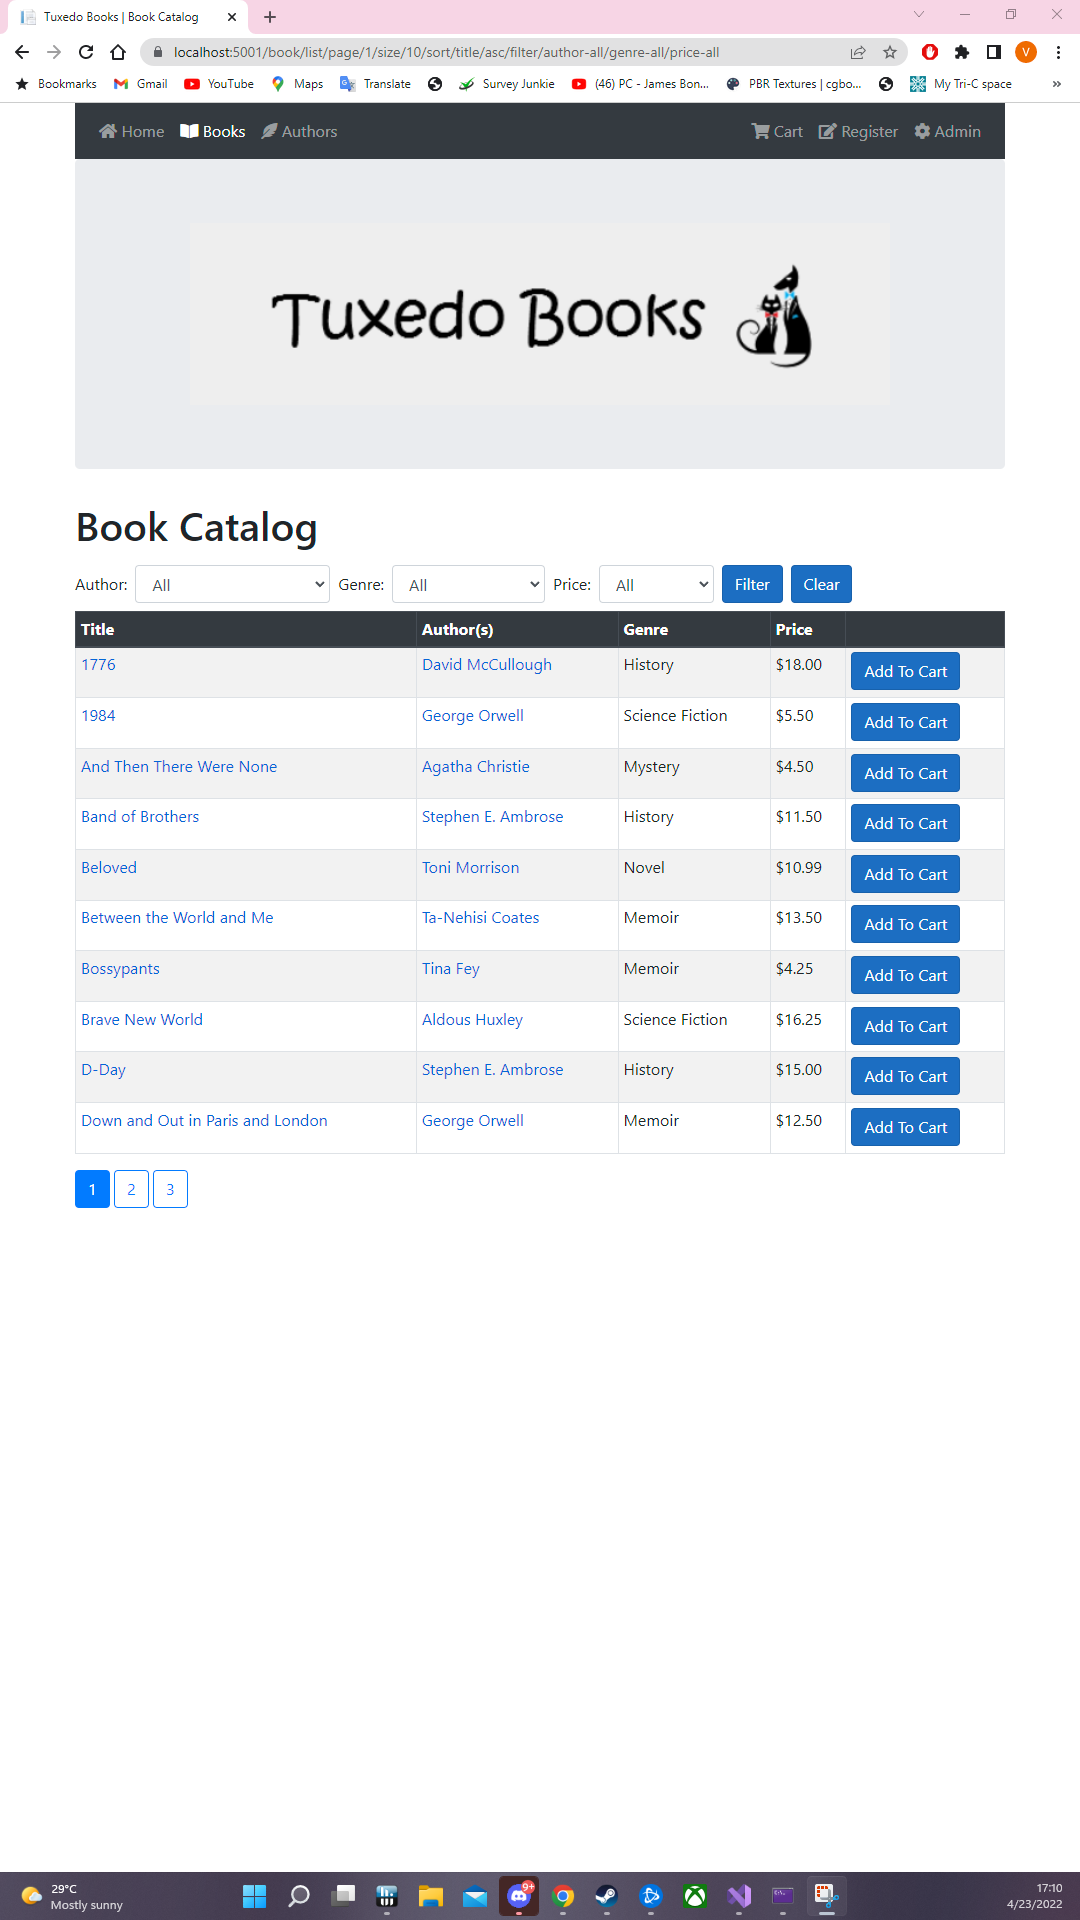 Tuxedo Books | Book Catalog
localhost:5001/book/list/page/1/size/10/sort/title/asc/filter/author-all/genre-all/price-all
V
Bookmarks Gmail YouTube Maps Translate Survey Junkie (46) PC - James Bon... PBR Textures | cgbo... My Tri-C space »
Home Books Authors Cart Register Admin
Tuxedo Books
Book Catalog
Author: All Genre: All Price: All Filter Clear
Title Author(s) Genre Price
1776 David McCullough History $18.00 Add To Cart
1984 George Orwell Science Fiction $5.50 Add To Cart
And Then There Were None Agatha Christie Mystery $4.50 Add To Cart
Band of Brothers Stephen E. Ambrose History $11.50 Add To Cart
Beloved Toni Morrison Novel $10.99 Add To Cart
Between the World and Me Ta-Nehisi Coates Memoir $13.50 Add To Cart
Bossypants Tina Fey Memoir $4.25 Add To Cart
Brave New World Aldous Huxley Science Fiction $16.25 Add To Cart
D-Day Stephen E. Ambrose History $15.00 Add To Cart
Down and Out in Paris and London George Orwell Memoir $12.50 Add To Cart
1 2 3
29°C
Mostly sunny
9+
17:10
4/23/2022